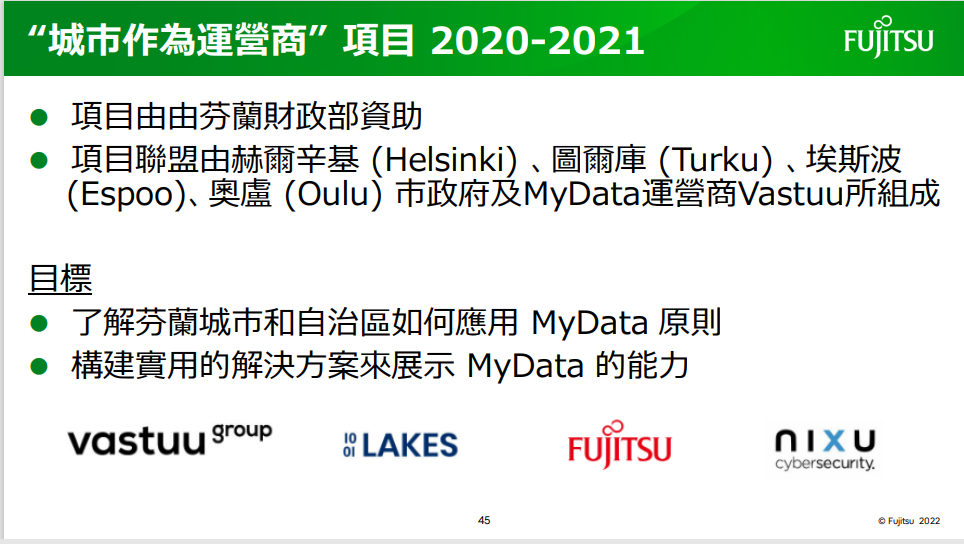 “城市作為運營商” 項目 2020-2021
FUJITSU
項目由由芬蘭財政部資助
項目聯盟由赫爾辛基 (Helsinki) 、圖爾庫 (Turku) 、埃斯波
(Espoo)、奧盧 (Oulu) 市政府及MyData運營商Vastuu所組成
目標
了解芬蘭城市和自治區如何應用 MyData 原則
構建實用的解決方案來展示 MyData 的能力
vastuu group
1001 LAKES
FUJITSU
nixu
cybersecurity.
45
© Fujitsu 2022